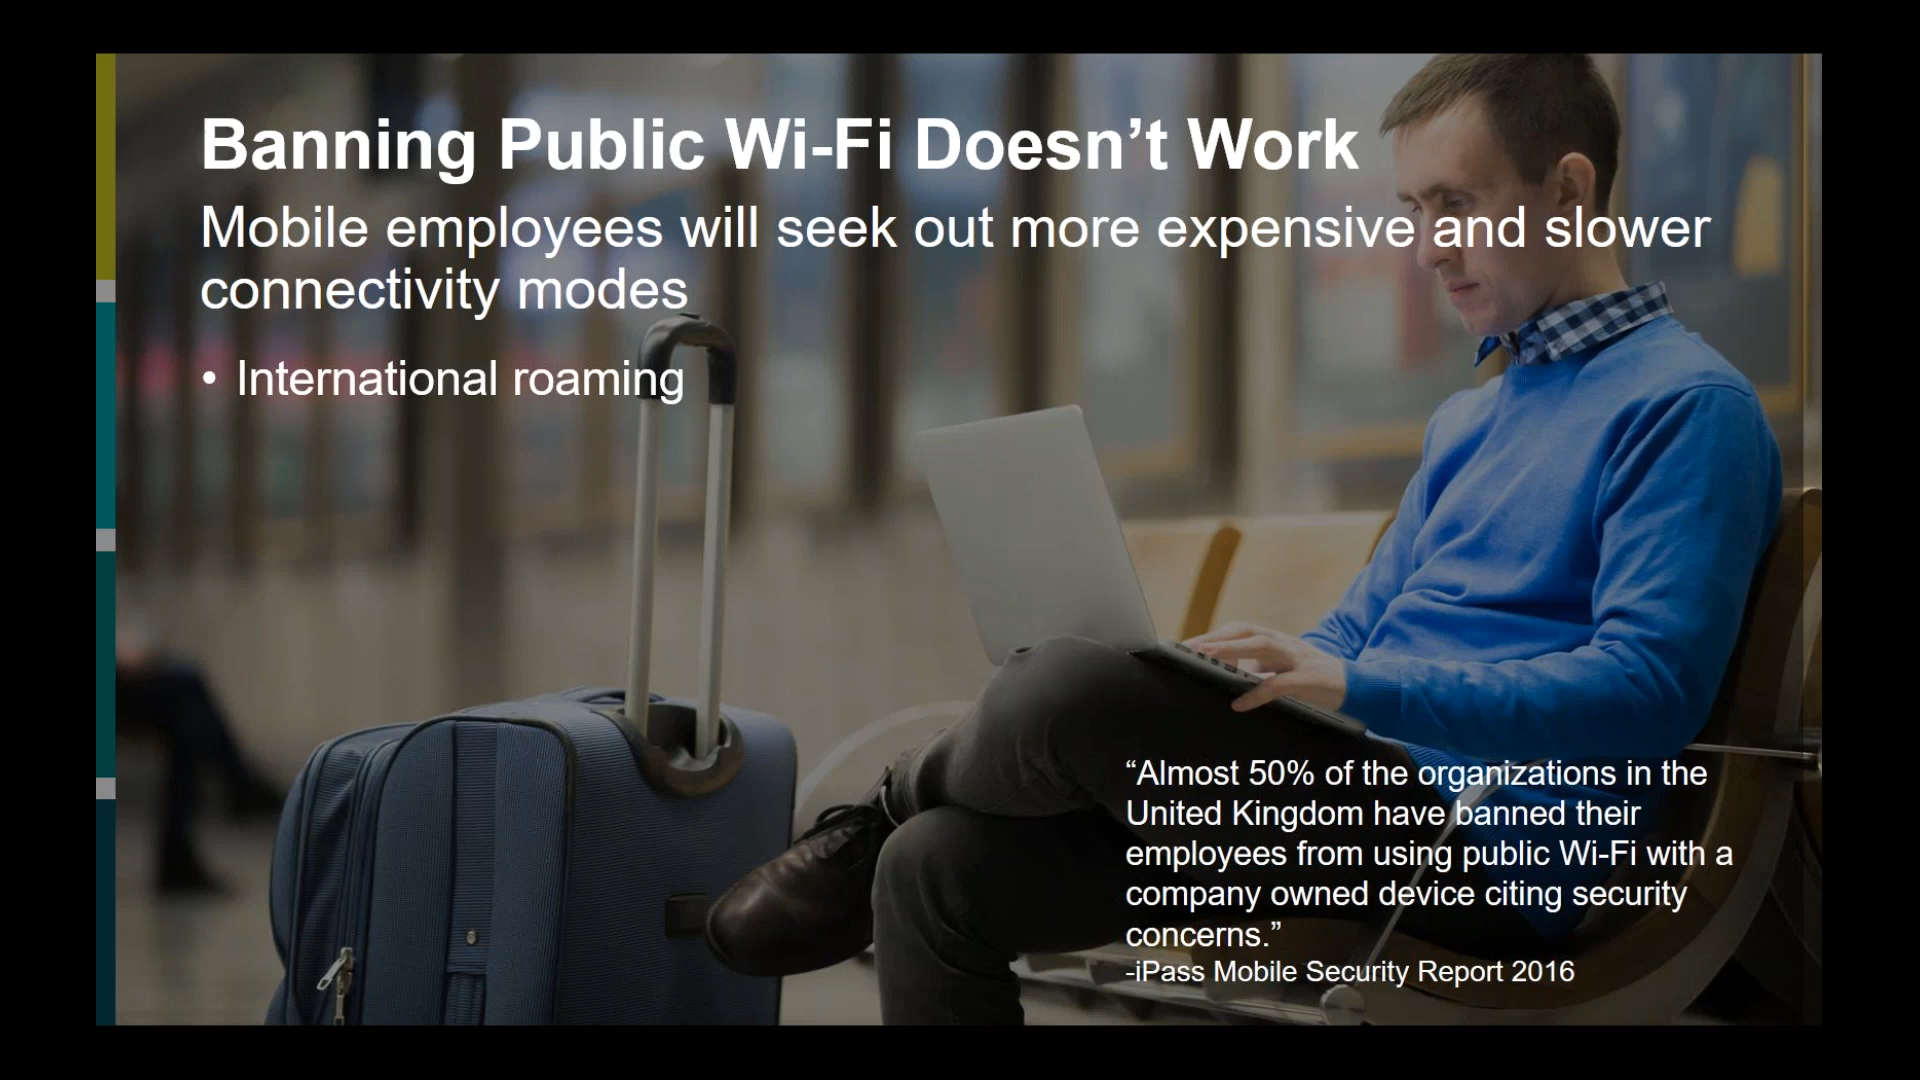 Banning Public Wi-Fi Doesn’t Work
Mobile employees will seek out more expensive and slower
connectivity modes
• International roaming
“Almost 50% of the organizations in the
United Kingdom have banned their
employees from using public Wi-Fi with a
company owned device citing security
concerns.”
-iPass Mobile Security Report 2016